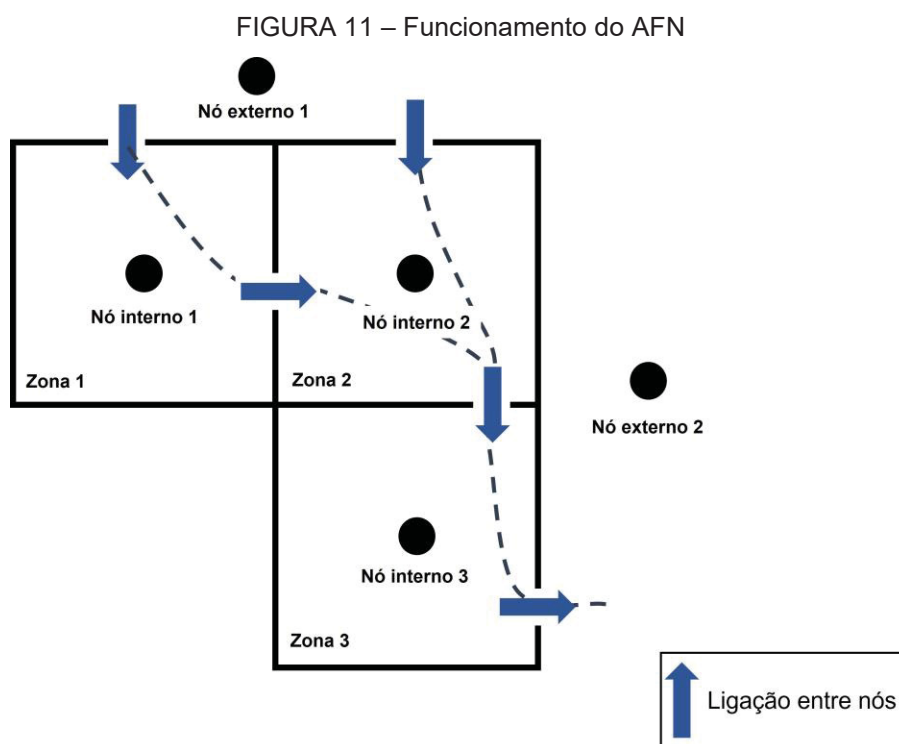 FIGURA 11 – Funcionamento do AFN
Nó externo 1
Nó interno 1
Nó interno 2
Zona 1
Zona 2
Nó externo 2
Nó interno 3
Zona 3
Ligação entre nós